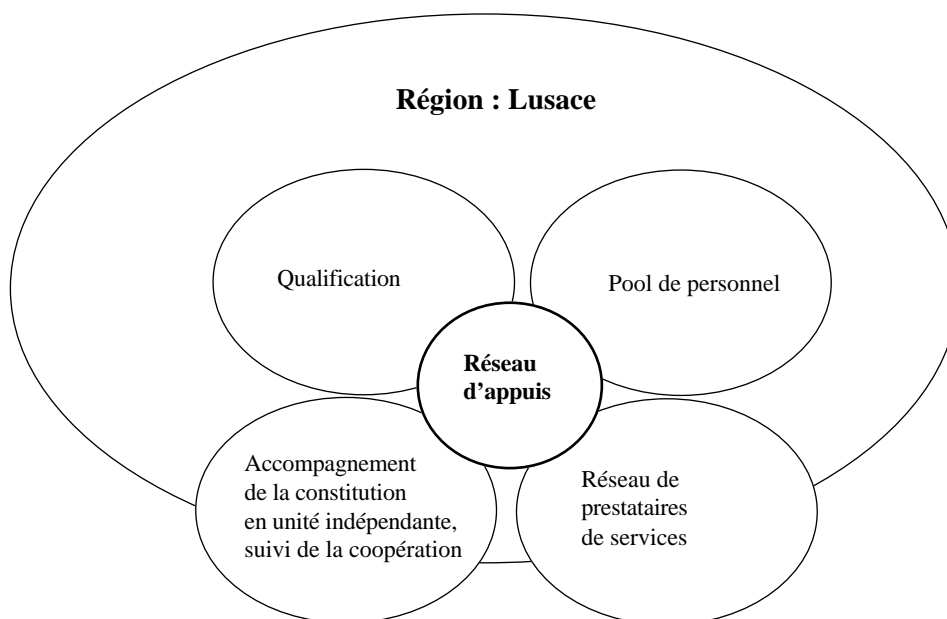 Région : Lusace
Qualification
Pool de personnel
Réseau
d’appuis
Accompagnement
de la constitution
en unité indépendante,
suivi de la coopération
Réseau de
prestataires
de services